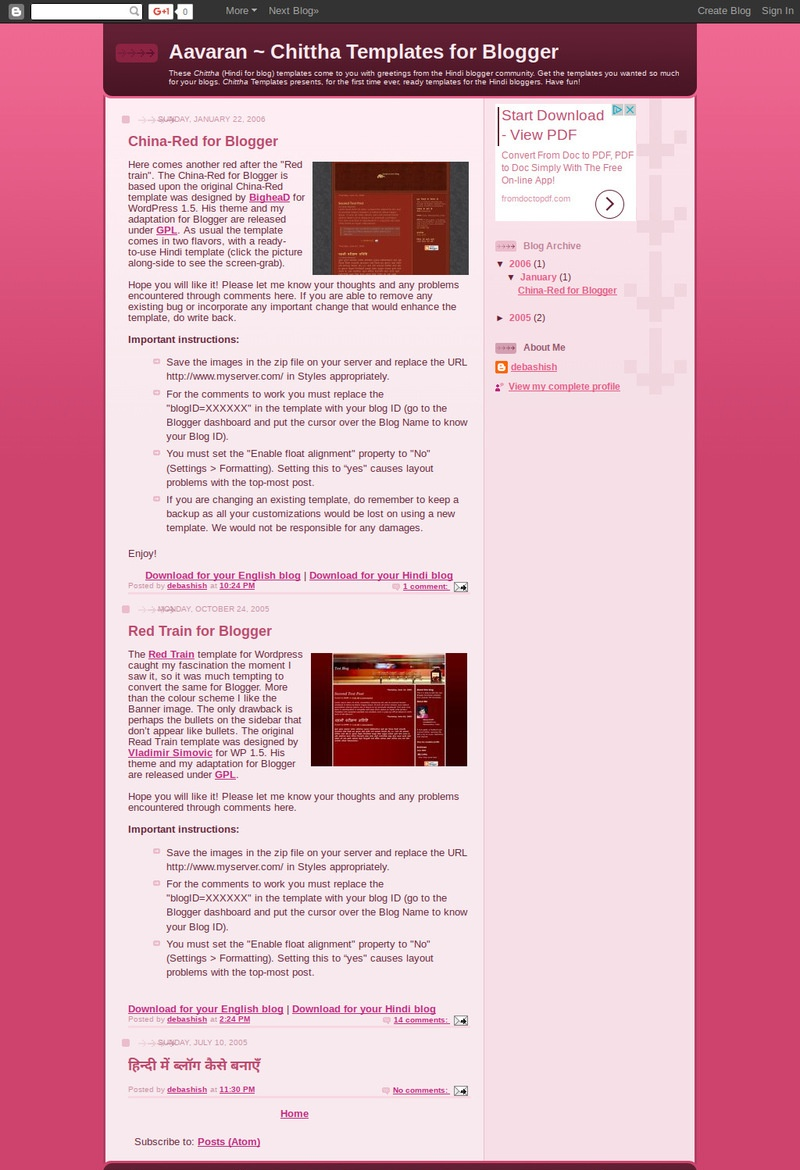 0
More
Next Blog»
Create Blog
Sign In
Aavaran ~ Chittha Templates for Blogger
These Chittha (Hindi for blog) templates come to you with greetings from the Hindi blogger community. Get the templates you wanted so much
for your blogs. Chittha Templates presents, for the first time ever, ready templates for the Hindi bloggers. Have fun!
SUNDAY, JANUARY 22, 2006
China-Red for Blogger
Here comes another red after the "Red
train". The China-Red for Blogger is
based upon the original China-Red
template was designed by BigheaD for
WordPress 1.5. His theme and my
adaptation for Blogger are released
under GPL. As usual the template
comes in two flavors, with a ready-
to-use Hindi template (click the picture
along-side to see the screen-grab).
Hope you will like it! Please let me know your thoughts and any problems
encountered through comments here. If you are able to remove any
existing bug or incorporate any important change that would enhance the
template, do write back.
Important instructions:
Save the images in the zip file on your server and replace the URL
http://www.myserver.com/ in Styles appropriately.
For the comments to work you must replace the
"blogID=XXXXXX" in the template with your blog ID (go to the
Blogger dashboard and put the cursor over the Blog Name to know
your Blog ID).
You must set the "Enable float alignment" property to "No"
(Settings > Formatting). Setting this to “yes” causes layout
problems with the top-most post.
If you are changing an existing template, do remember to keep a
backup as all your customizations would be lost on using a new
template. We would not be responsible for any damages.
Enjoy!
Download for your English blog | Download for your Hindi blog
Posted by debashish at 10:24 PM
1 comment:
MONDAY, OCTOBER 24, 2005
Red Train for Blogger
The Red Train template for Wordpress
caught my fascination the moment I
saw it, so it was much tempting to
convert the same for Blogger. More
than the colour scheme I like the
Banner image. The only drawback is
perhaps the bullets on the sidebar that
don’t appear like bullets. The original
Read Train template was designed by
Vladimir Simovic for WP 1.5. His
theme and my adaptation for Blogger
are released under GPL.
Hope you will like it! Please let me know your thoughts and any problems
encountered through comments here.
Important instructions:
Save the images in the zip file on your server and replace the URL
http://www.myserver.com/ in Styles appropriately.
For the comments to work you must replace the
"blogID=XXXXXX" in the template with your blog ID (go to the
Blogger dashboard and put the cursor over the Blog Name to know
your Blog ID).
You must set the "Enable float alignment" property to "No"
(Settings > Formatting). Setting this to “yes” causes layout
problems with the top-most post.
Download for your English blog | Download for your Hindi blog
Posted by debashish at 2:24 PM
14 comments:
SUNDAY, JULY 10, 2005
हिन्दी में ब्लॉग कैसे बनाएँ
Posted by debashish at 11:30 PM
No comments:
Home
Subscribe to: Posts (Atom)
Start Download
- View PDF
Convert From Doc to PDF, PDF
to Doc Simply With The Free
On-line App!
fromdoctopdf.com
Blog Archive
▼ 2006 (1)
▼ January (1)
China-Red for Blogger
► 2005 (2)
About Me
debashish
View my complete profile